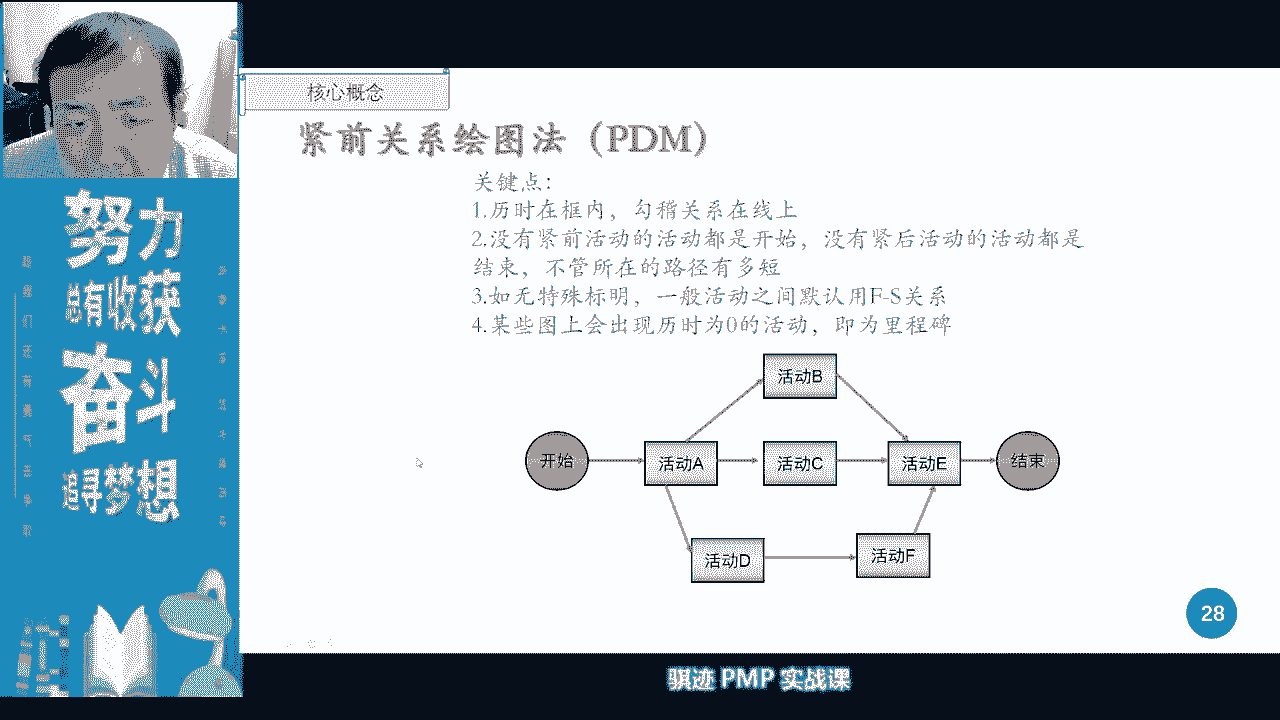 核心概念
紧前关系绘图法（PDM）
关键点：
1.历时在框内，勾稽关系在线上
2.没有紧前活动的活动都是开始，没有紧后活动的活动都是
结束，不管所在的路径有多短
3.如无特殊标明，一般活动之间默认用F-S关系
4.某些图上会出现历时为0的活动，即为里程碑
活动B
开始
活动A
活动C
活动E
结束
活动D
活动F
28
努力
总有收获
奋斗
追寻梦想
骐迹 PMP 实战课